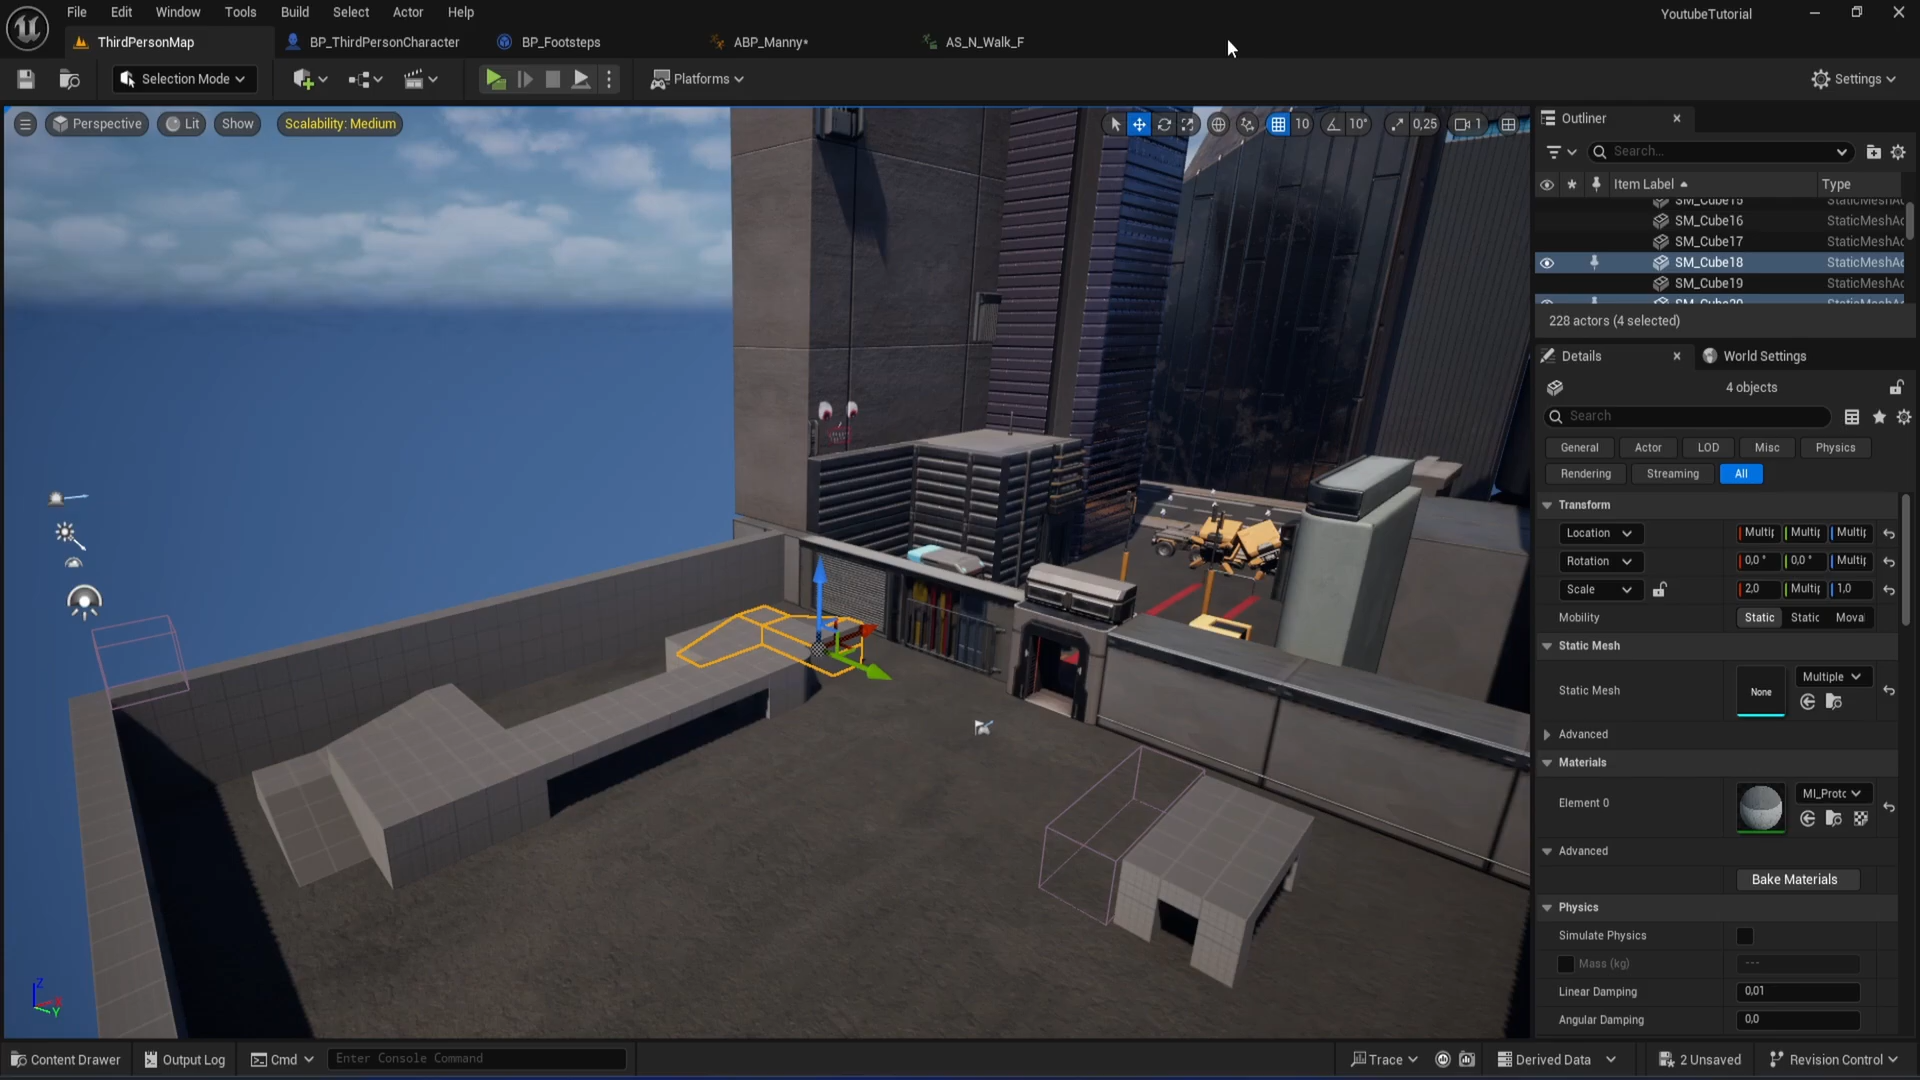 File Edit Window Tools Build Select Actor Help
YoutubeTutorial
ThirdPersonMap
BP_ThirdPersonCharacter
BP_Footsteps
ABP_Manny*
AS_N_Walk_F
Selection Mode
Platforms
Settings
Perspective
Lit
Show
Scalability: Medium
10
10°
0,25
1
Outliner
Search...
Item Label
Type
SM_Cube15 StaticMeshAc
SM_Cube16 StaticMeshAc
SM_Cube17 StaticMeshAc
SM_Cube18 StaticMeshAc
SM_Cube19 StaticMeshAc
SM_Cube20 StaticMeshAc
228 actors (4 selected)
Details
World Settings
4 objects
Search
General Actor LOD Misc Physics
Rendering Streaming All
Transform
Location Multip Multip Multip
Rotation 0,0 ° 0,0 ° Multip
Scale 2,0 Multip 1,0
Mobility Static Static Moval
Static Mesh
Static Mesh None Multiple
Advanced
Materials
Element 0 MI_Proto
Advanced
Bake Materials
Physics
Simulate Physics
Mass (kg) ---
Linear Damping 0,01
Angular Damping 0,0
Z
X
Y
Content Drawer
Output Log
Cmd
Enter Console Command
Trace
Derived Data
2 Unsaved
Revision Control